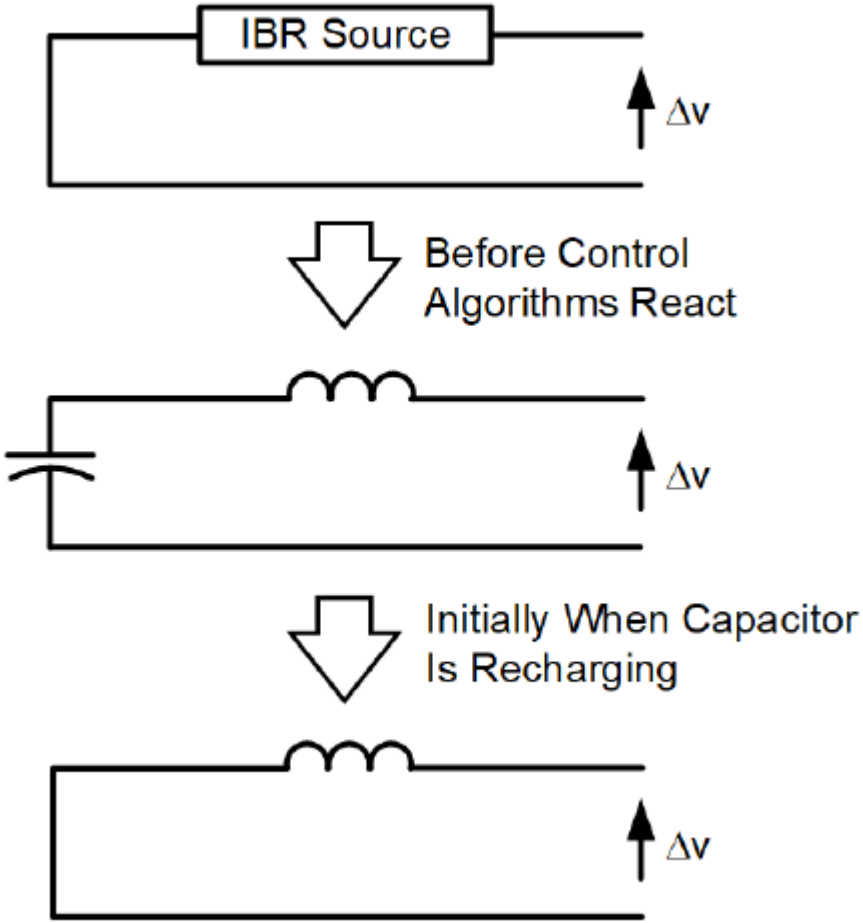 IBR Source
Δv
Before Control
Algorithms React
Δv
Initially When Capacitor
Is Recharging
Δv